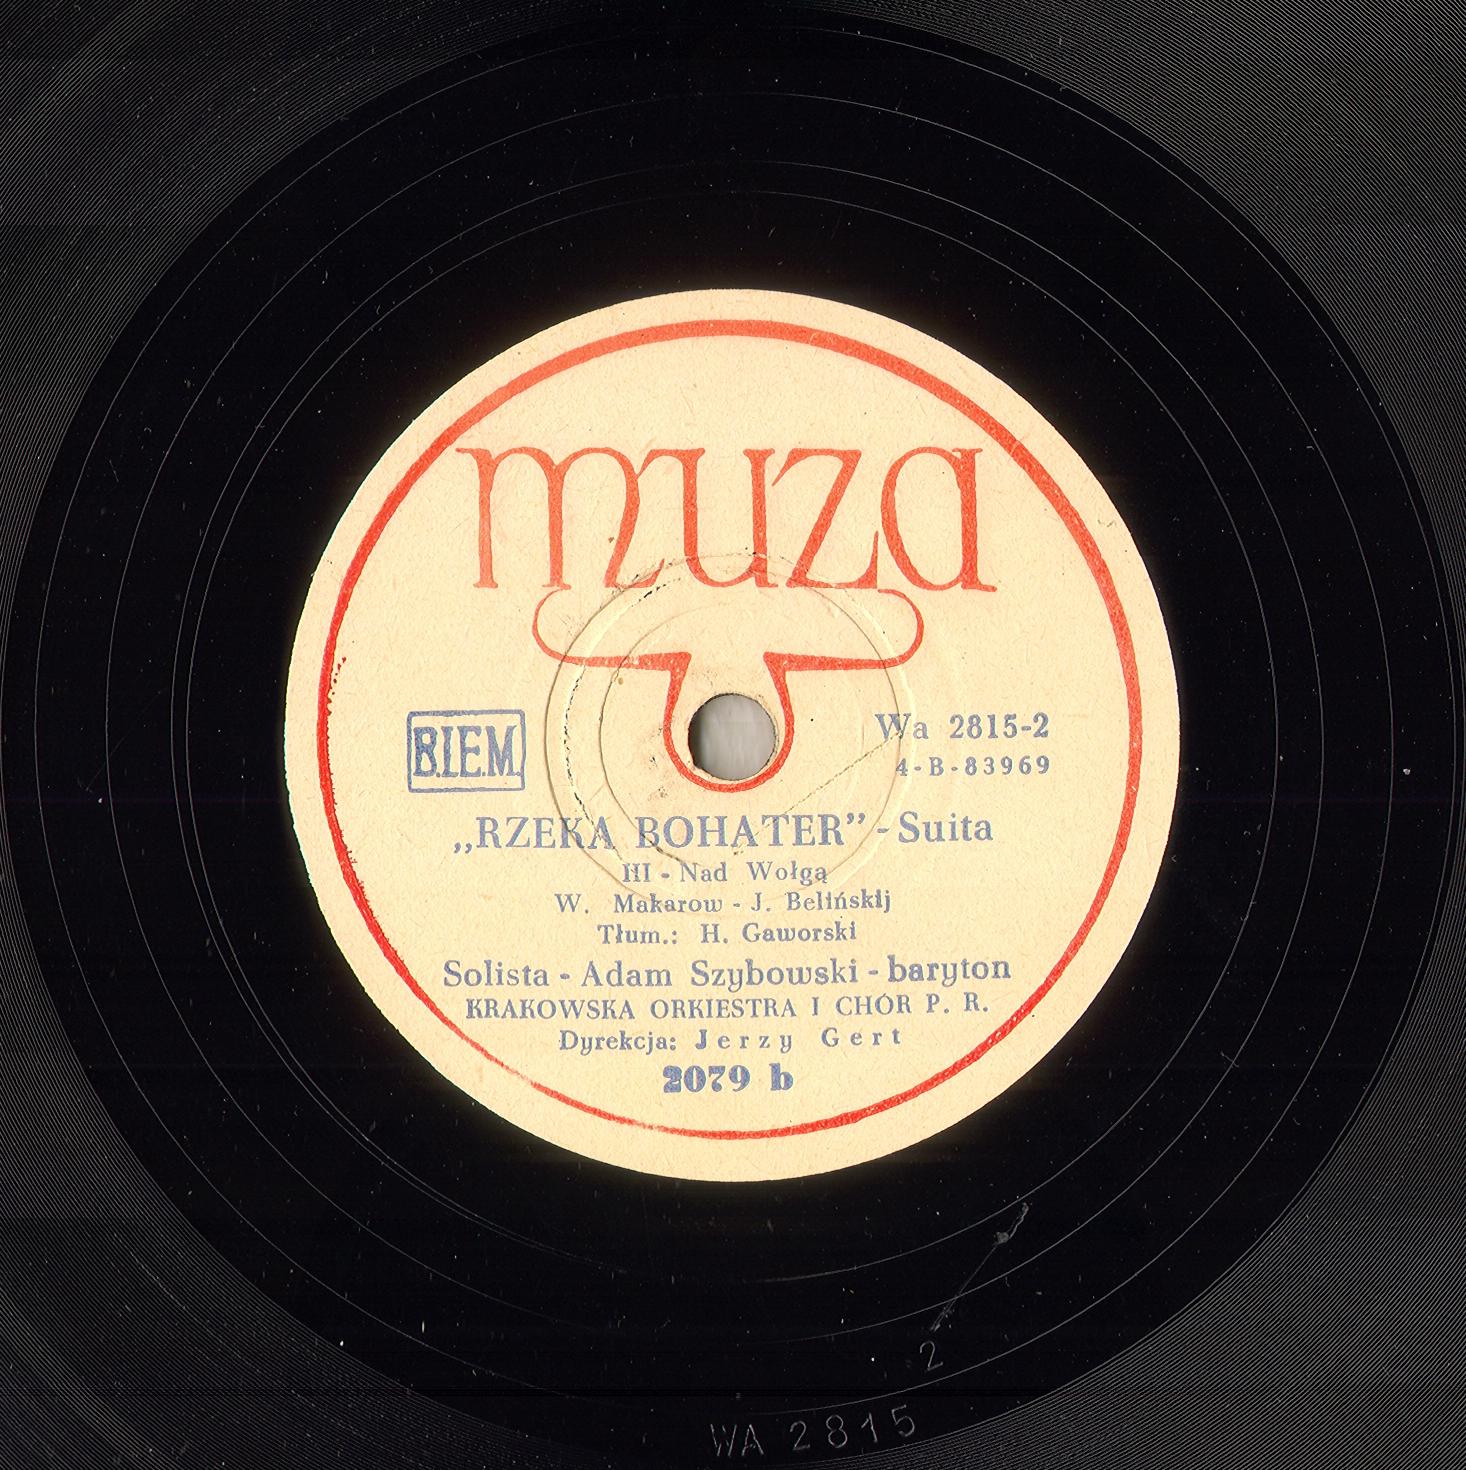 muza
B.I.E.M.
Wa 2815-2
4-B-83969
„RZEKA BOHATER” - Suita
III - Nad Wołgą
W. Makarow - J. Belińskij
Tłum.: H. Gaworski
Solista - Adam Szybowski - baryton
KRAKOWSKA ORKIESTRA I CHÓR P. R.
Dyrekcja: Jerzy Gert
2079 b
2
WA 2815